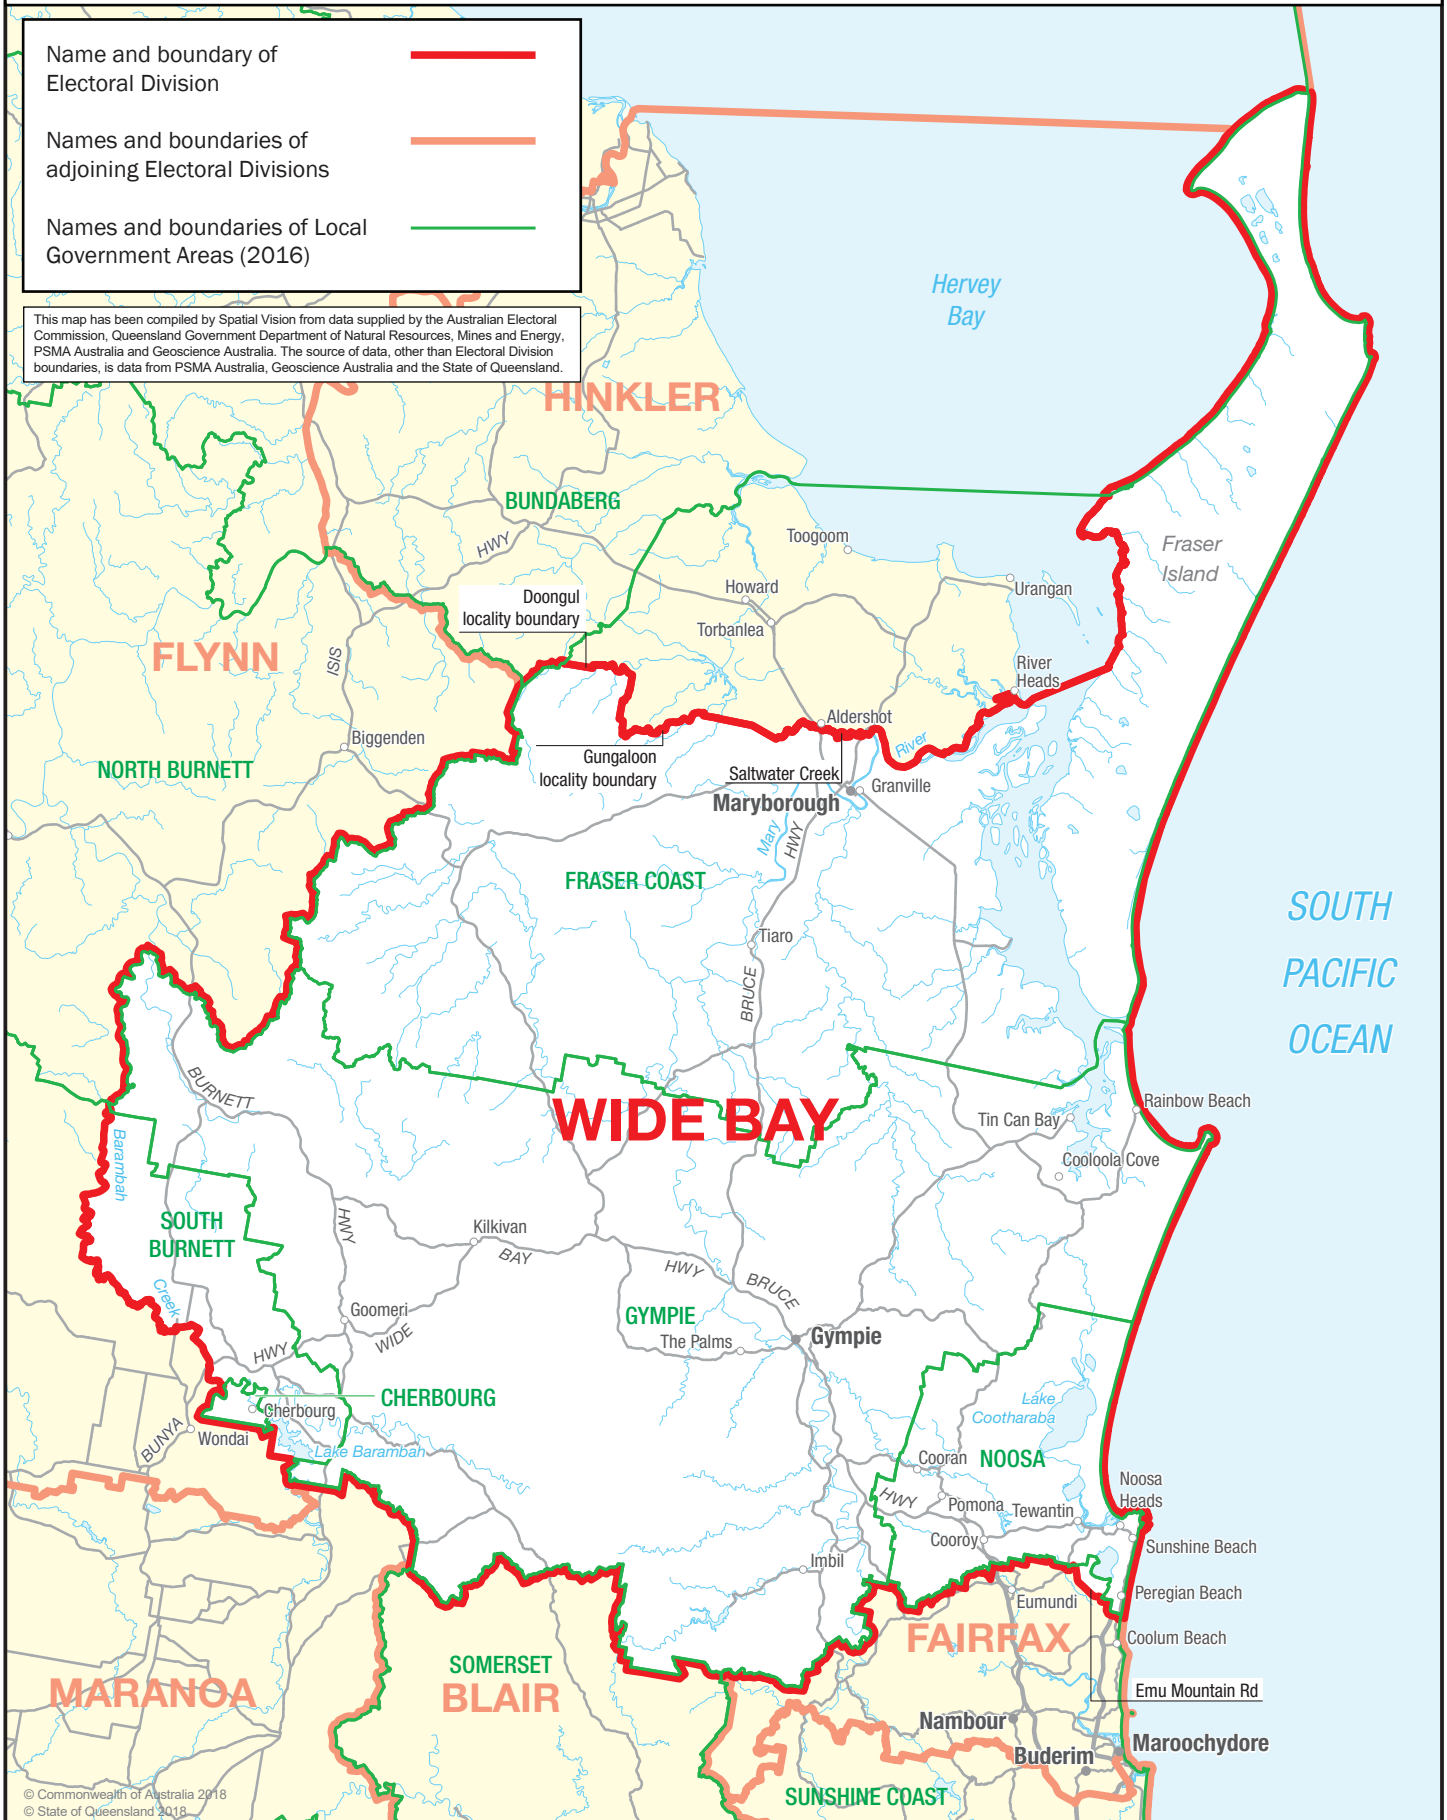 Name and boundary of
Electoral Division
Names and boundaries of
adjoining Electoral Divisions
Names and boundaries of Local
Government Areas (2016)
This map has been compiled by Spatial Vision from data supplied by the Australian Electoral
Commission, Queensland Government Department of Natural Resources, Mines and Energy,
PSMA Australia and Geoscience Australia. The source of data, other than Electoral Division
boundaries, is data from PSMA Australia, Geoscience Australia and the State of Queensland.
Hervey
Bay
HINKLER
BUNDABERG
HWY
Toogoom
Fraser
Island
Doongul
locality boundary
Howard
Urangan
Torbanlea
FLYNN
ISIS
River
Heads
Aldershot
River
Biggenden
NORTH BURNETT
Gungaloon
locality boundary
Saltwater Creek
Granville
Maryborough
Mary
HWY
FRASER COAST
SOUTH
PACIFIC
OCEAN
Tiaro
BRUCE
BURNETT
WIDE BAY
Rainbow Beach
Tin Can Bay
Cooloola Cove
Barambah
Creek
SOUTH
BURNETT
HWY
Kilkivan
BAY
HWY
BRUCE
Goomeri
WIDE
GYMPIE
The Palms
Gympie
HWY
CHERBOURG
Cherbourg
Lake
Cootharaba
BUNYA
Wondai
Lake Barambah
Cooran
NOOSA
Noosa
Heads
HWY
Pomona
Tewantin
Cooroy
Sunshine Beach
Imbil
Peregian Beach
Eumundi
FAIRFAX
Coolum Beach
SOMERSET
BLAIR
MARANOA
Emu Mountain Rd
Nambour
Maroochydore
Buderim
SUNSHINE COAST
© Commonwealth of Australia 2018
© State of Queensland 2018